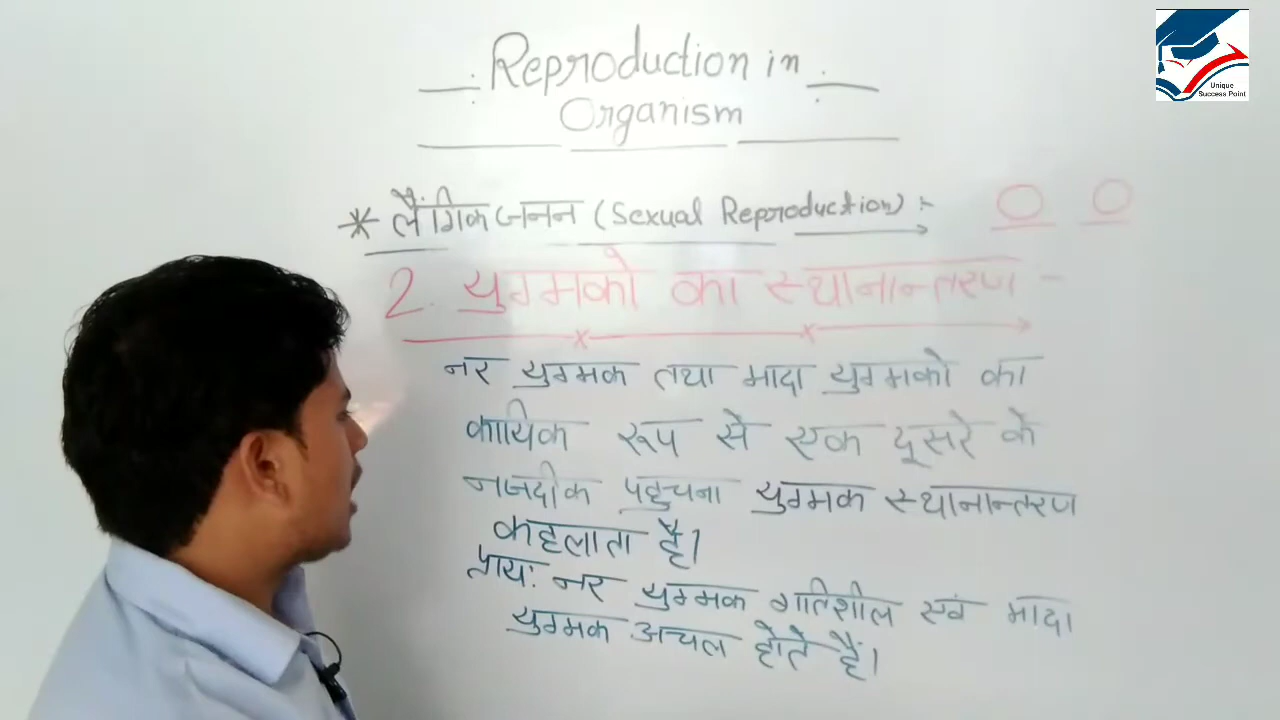 Reproduction in
Organism
* लैंगिक जनन (Sexual Reproduction) :-
2. युग्मको का स्थानान्तरण -
नर युग्मक तथा मादा युग्मको का
कायिक रूप से एक दूसरे के
नजदीक पहुचना युग्मक स्थानान्तरण
कहलाता है।
प्रायः नर युग्मक गतिशील एवं मादा
युग्मक अचल होते हैं।
Unique
Success Point